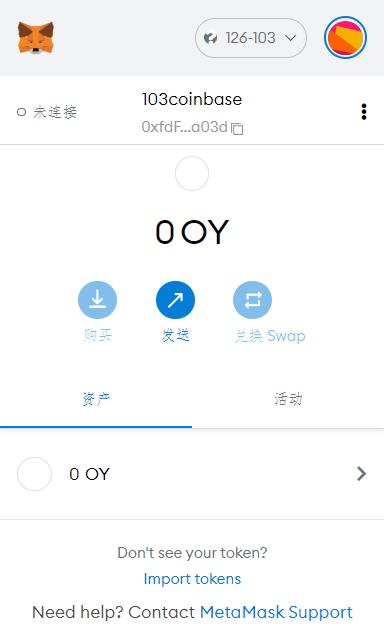 126-103
未连接
103coinbase
0xfdF...a03d
0 OY
购买
发送
兑换 Swap
资产
活动
0 OY
Don't see your token?
Import tokens
Need help? Contact MetaMask Support